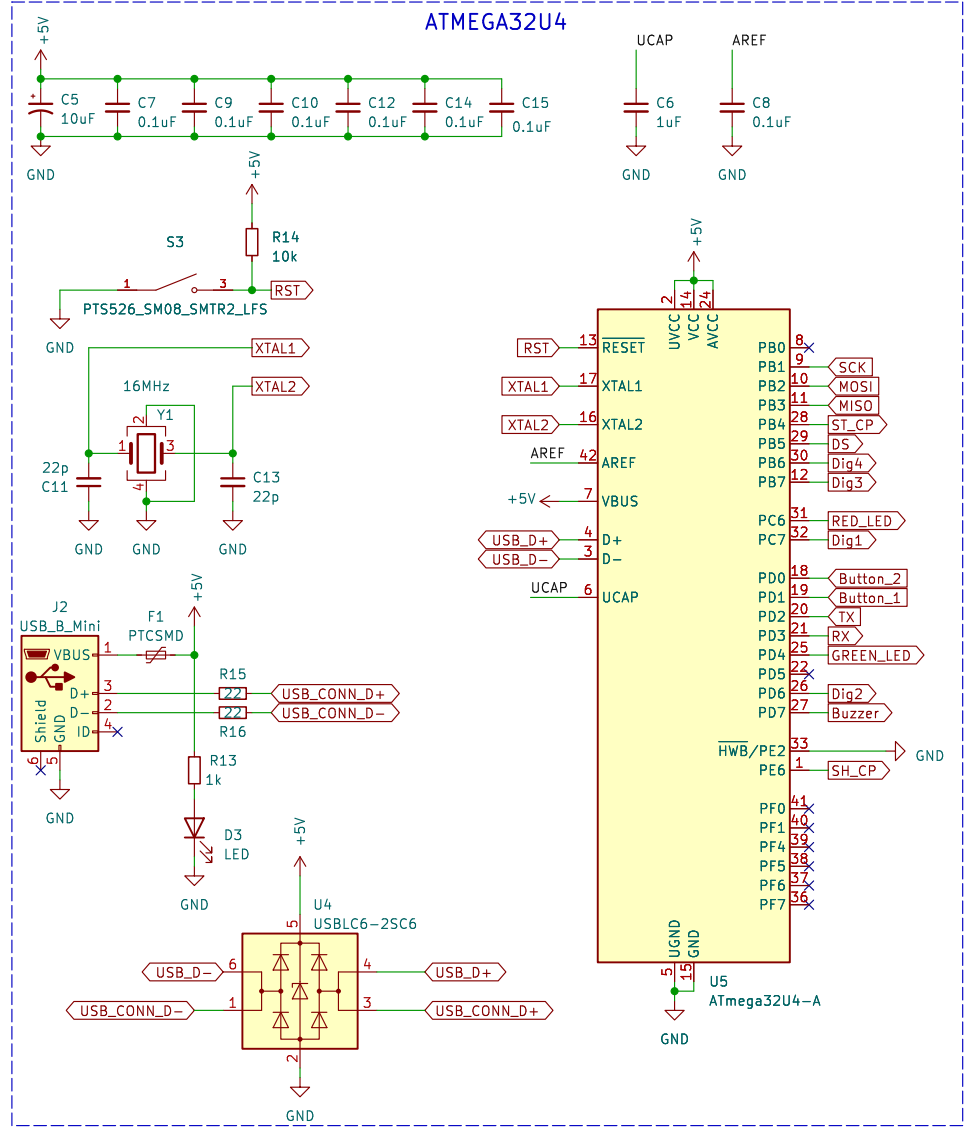 ATMEGA32U4
+5V
C5
10uF
C7
0.1uF
C9
0.1uF
C10
0.1uF
C12
0.1uF
C14
0.1uF
C15
0.1uF
GND
UCAP
C6
1uF
GND
AREF
C8
0.1uF
GND
+5V
R14
10k
S3
1
3
RST
PTS526_SM08_SMTR2_LFS
GND
XTAL1
XTAL2
16MHz
Y1
2
1
3
4
22p
C11
C13
22p
GND
GND
GND
J2
USB_B_Mini
VBUS
1
D+
3
D-
2
ID
4
Shield
GND
6
5
GND
F1
PTCSMD
+5V
R15
22
USB_CONN_D+
22
USB_CONN_D-
R16
R13
1k
D3
LED
GND
+5V
U4
USBLC6-2SC6
5
USB_D-
6
4
USB_D+
USB_CONN_D-
1
3
USB_CONN_D+
2
GND
+5V
2
14
24
UVCC
VCC
AVCC
RST
13
RESET
XTAL1
17
XTAL1
XTAL2
16
XTAL2
AREF
42
AREF
+5V
7
VBUS
USB_D+
4
D+
USB_D-
3
D-
UCAP
6
UCAP
PB0
8
PB1
9
SCK
PB2
10
MOSI
PB3
11
MISO
PB4
28
ST_CP
PB5
29
DS
PB6
30
Dig4
PB7
12
Dig3
PC6
31
RED_LED
PC7
32
Dig1
PD0
18
Button_2
PD1
19
Button_1
PD2
20
TX
PD3
21
RX
PD4
25
GREEN_LED
PD5
22
PD6
26
Dig2
PD7
27
Buzzer
HWB/PE2
33
GND
PE6
1
SH_CP
PF0
41
PF1
40
PF4
39
PF5
38
PF6
37
PF7
36
UGND
GND
5
15
U5
ATmega32U4-A
GND